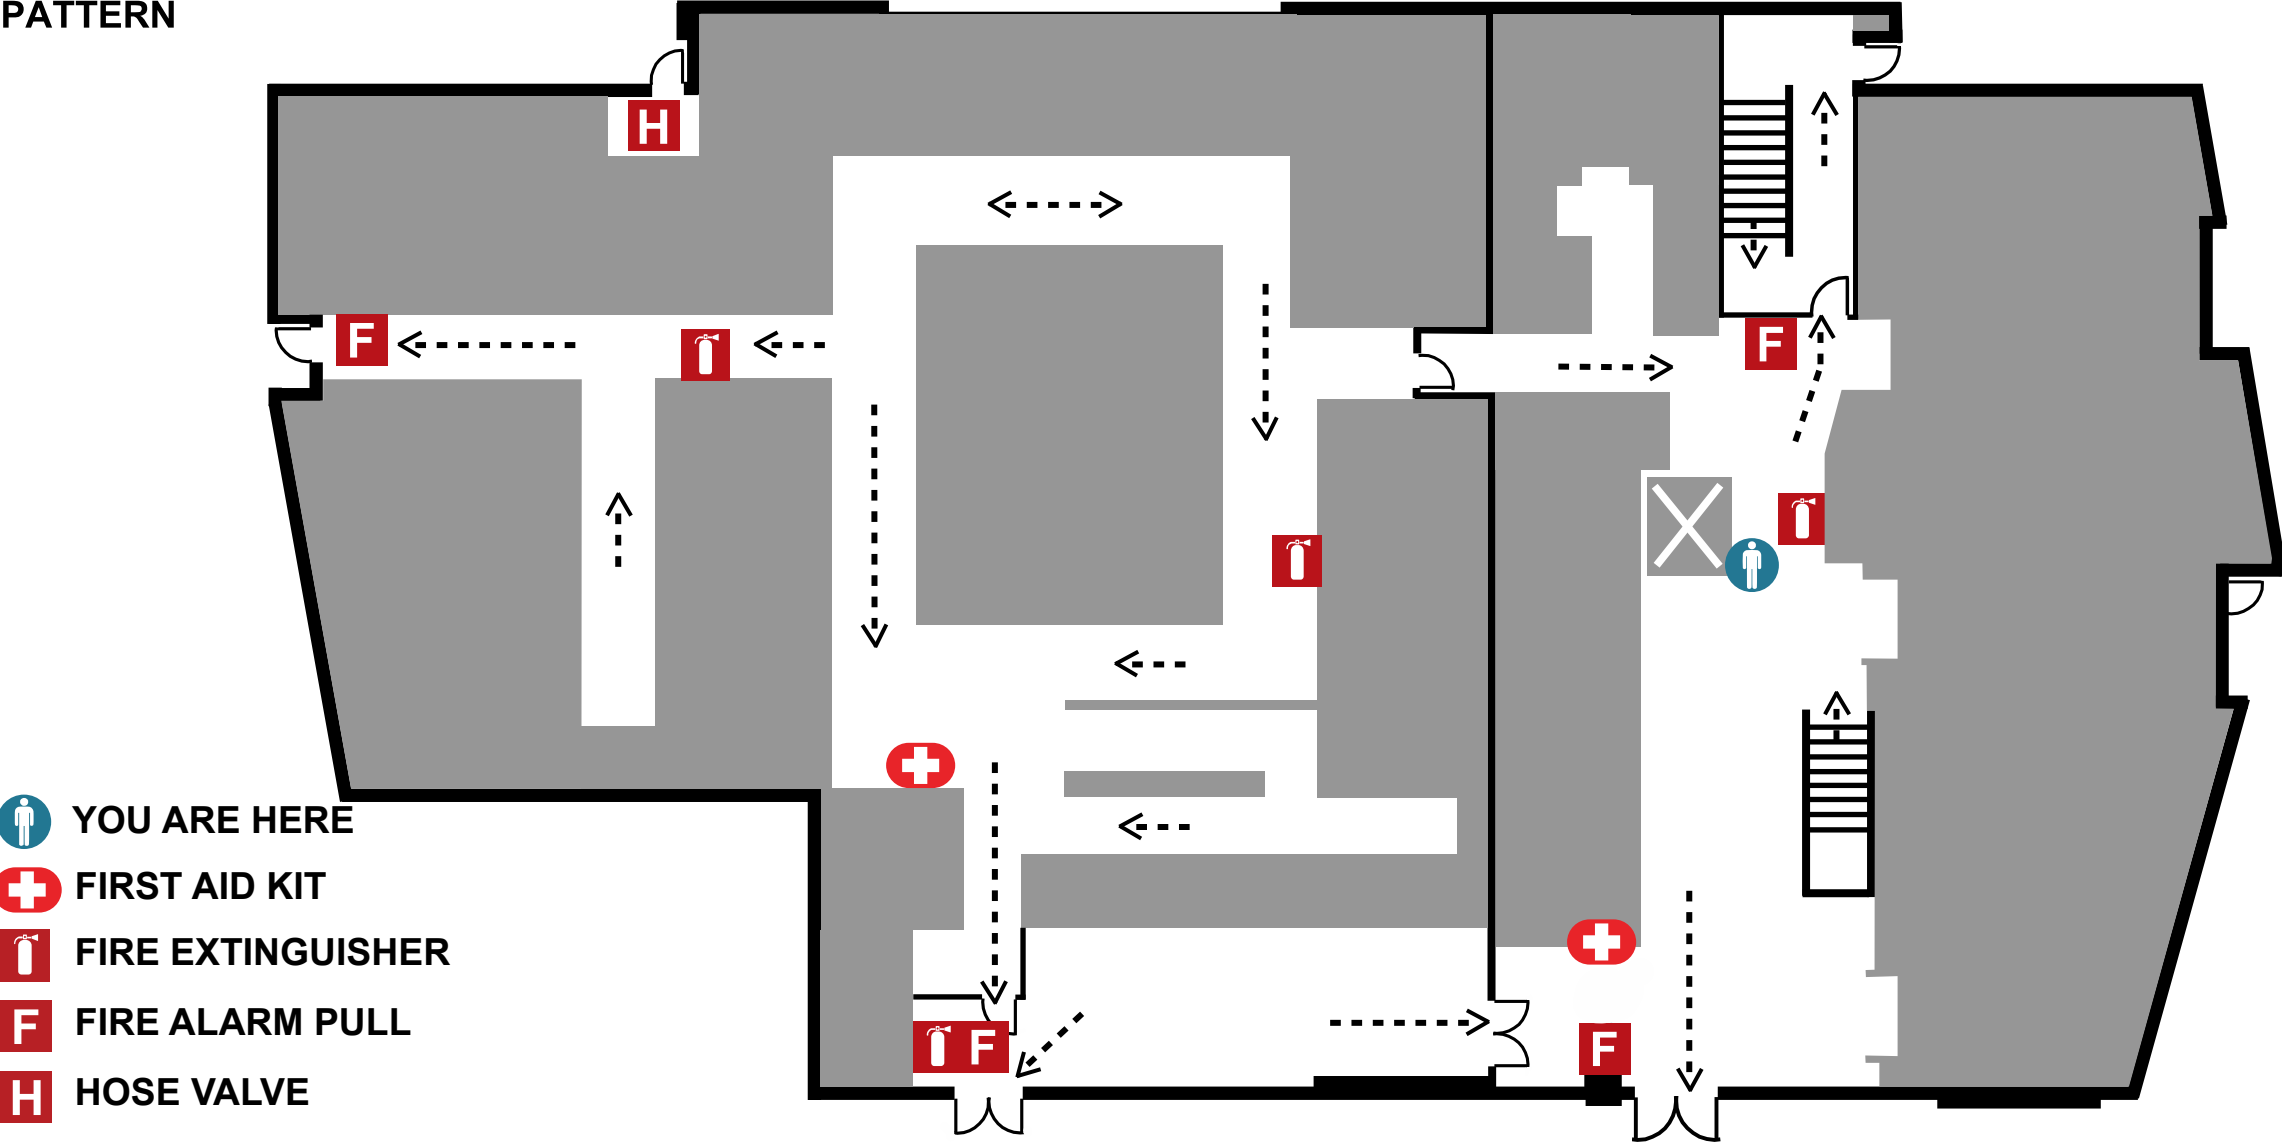 PATTERN
H
F
F
YOU ARE HERE
FIRST AID KIT
FIRE EXTINGUISHER
F
F
F FIRE ALARM PULL
H HOSE VALVE